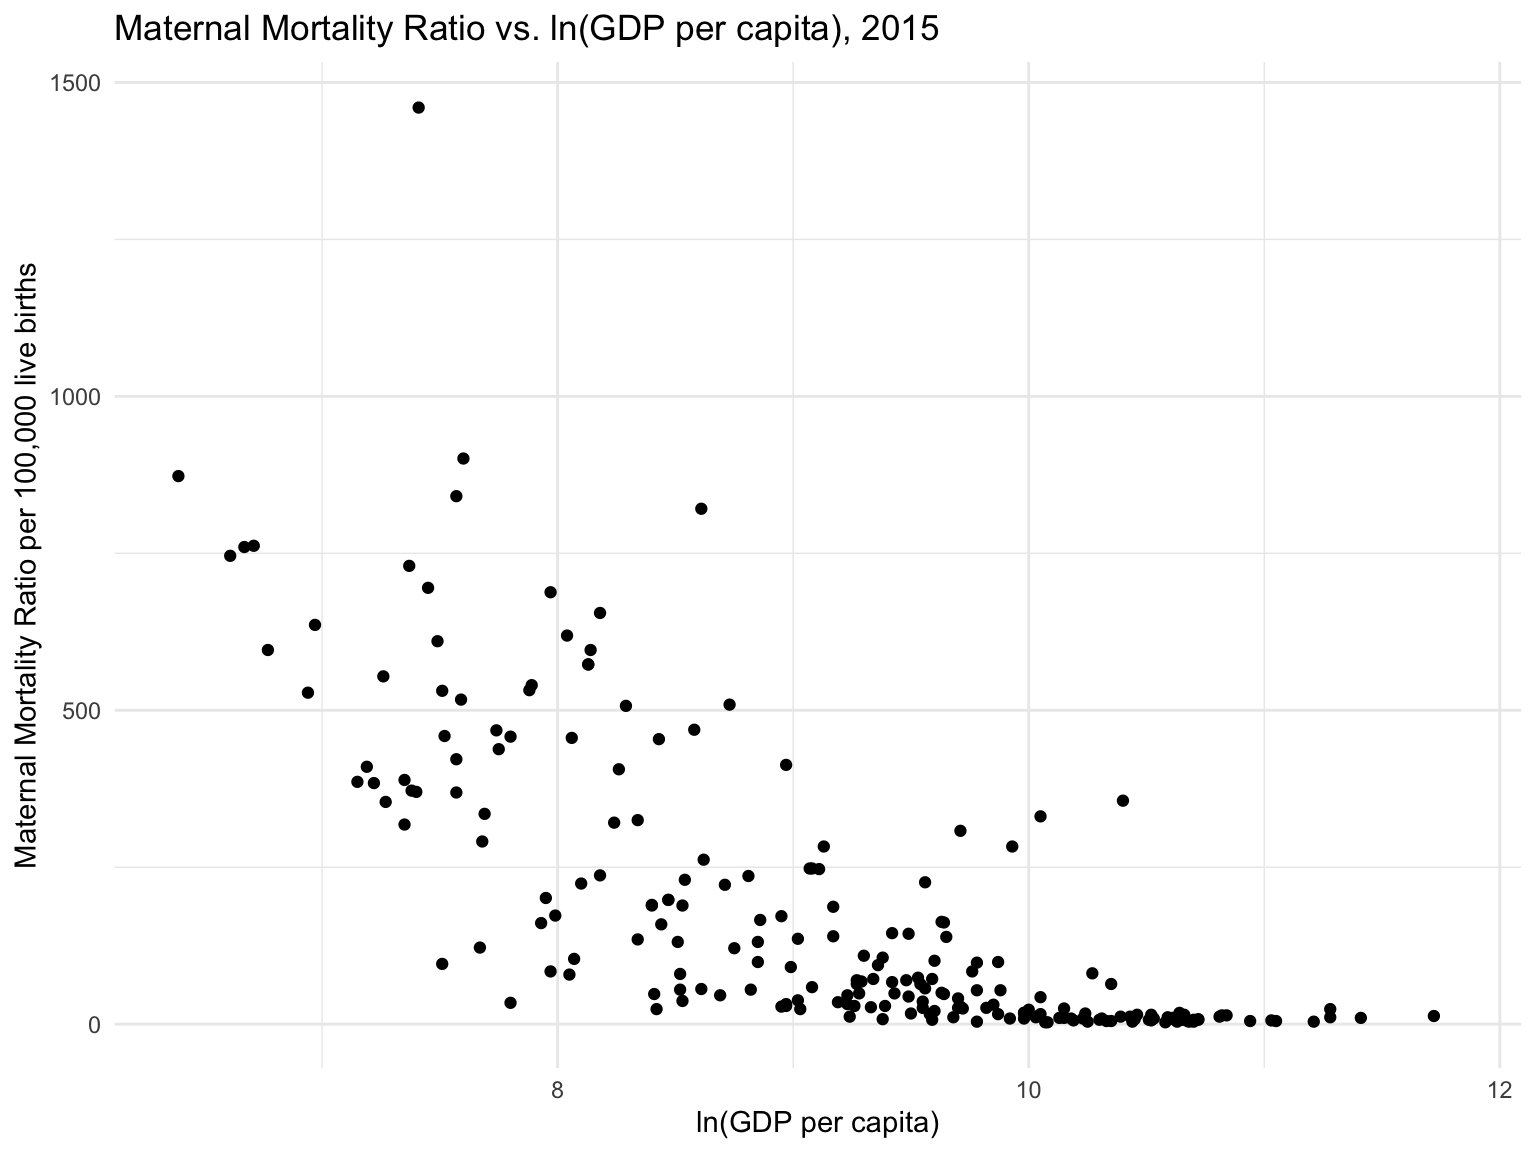 Maternal Mortality Ratio vs. ln(GDP per capita), 2015
Maternal Mortality Ratio per 100,000 live births
1500
1000
500
0
8
10
12
ln(GDP per capita)